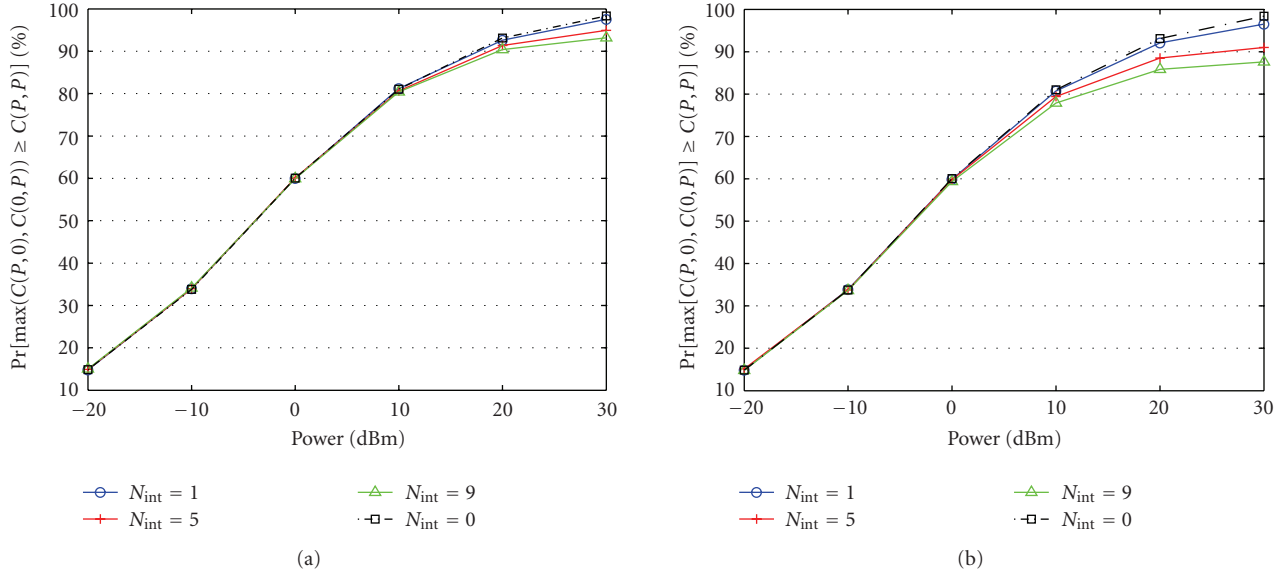 Pr[max(C(P, 0), C(0, P)) ≥ C(P, P)] (%)
100
90
80
70
60
50
40
30
20
10
−20
−10
0
10
20
30
Power (dBm)
N_int = 1
N_int = 5
N_int = 9
N_int = 0
(a)
Pr[max[C(P, 0), C(0, P)] ≥ C(P, P)] (%)
100
90
80
70
60
50
40
30
20
10
−20
−10
0
10
20
30
Power (dBm)
N_int = 1
N_int = 5
N_int = 9
N_int = 0
(b)